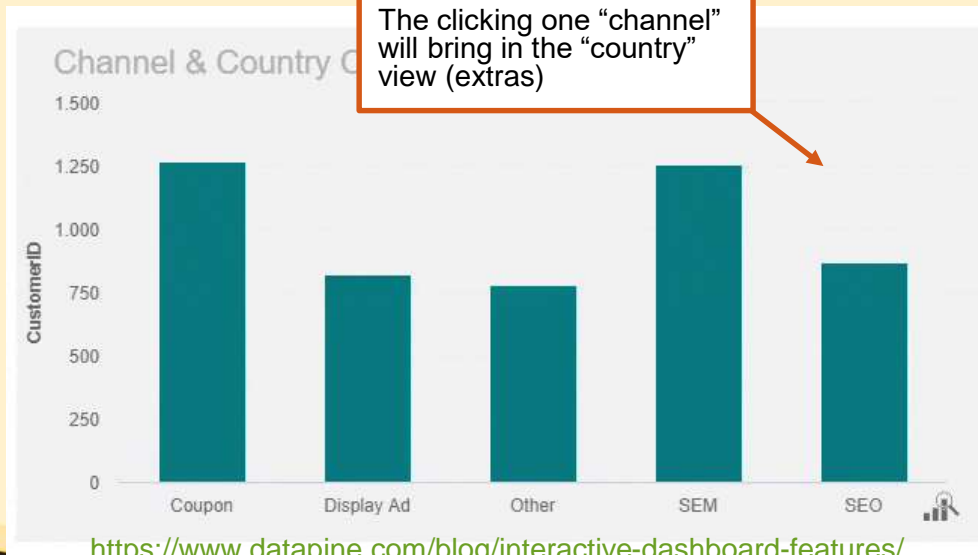 The clicking one “channel”
will bring in the “country”
view (extras)
Channel & Country
1.500
1.250
1.000
750
500
250
0
CustomerID
Coupon Display Ad Other SEM SEO
https://www.datapine.com/blog/interactive-dashboard-features/